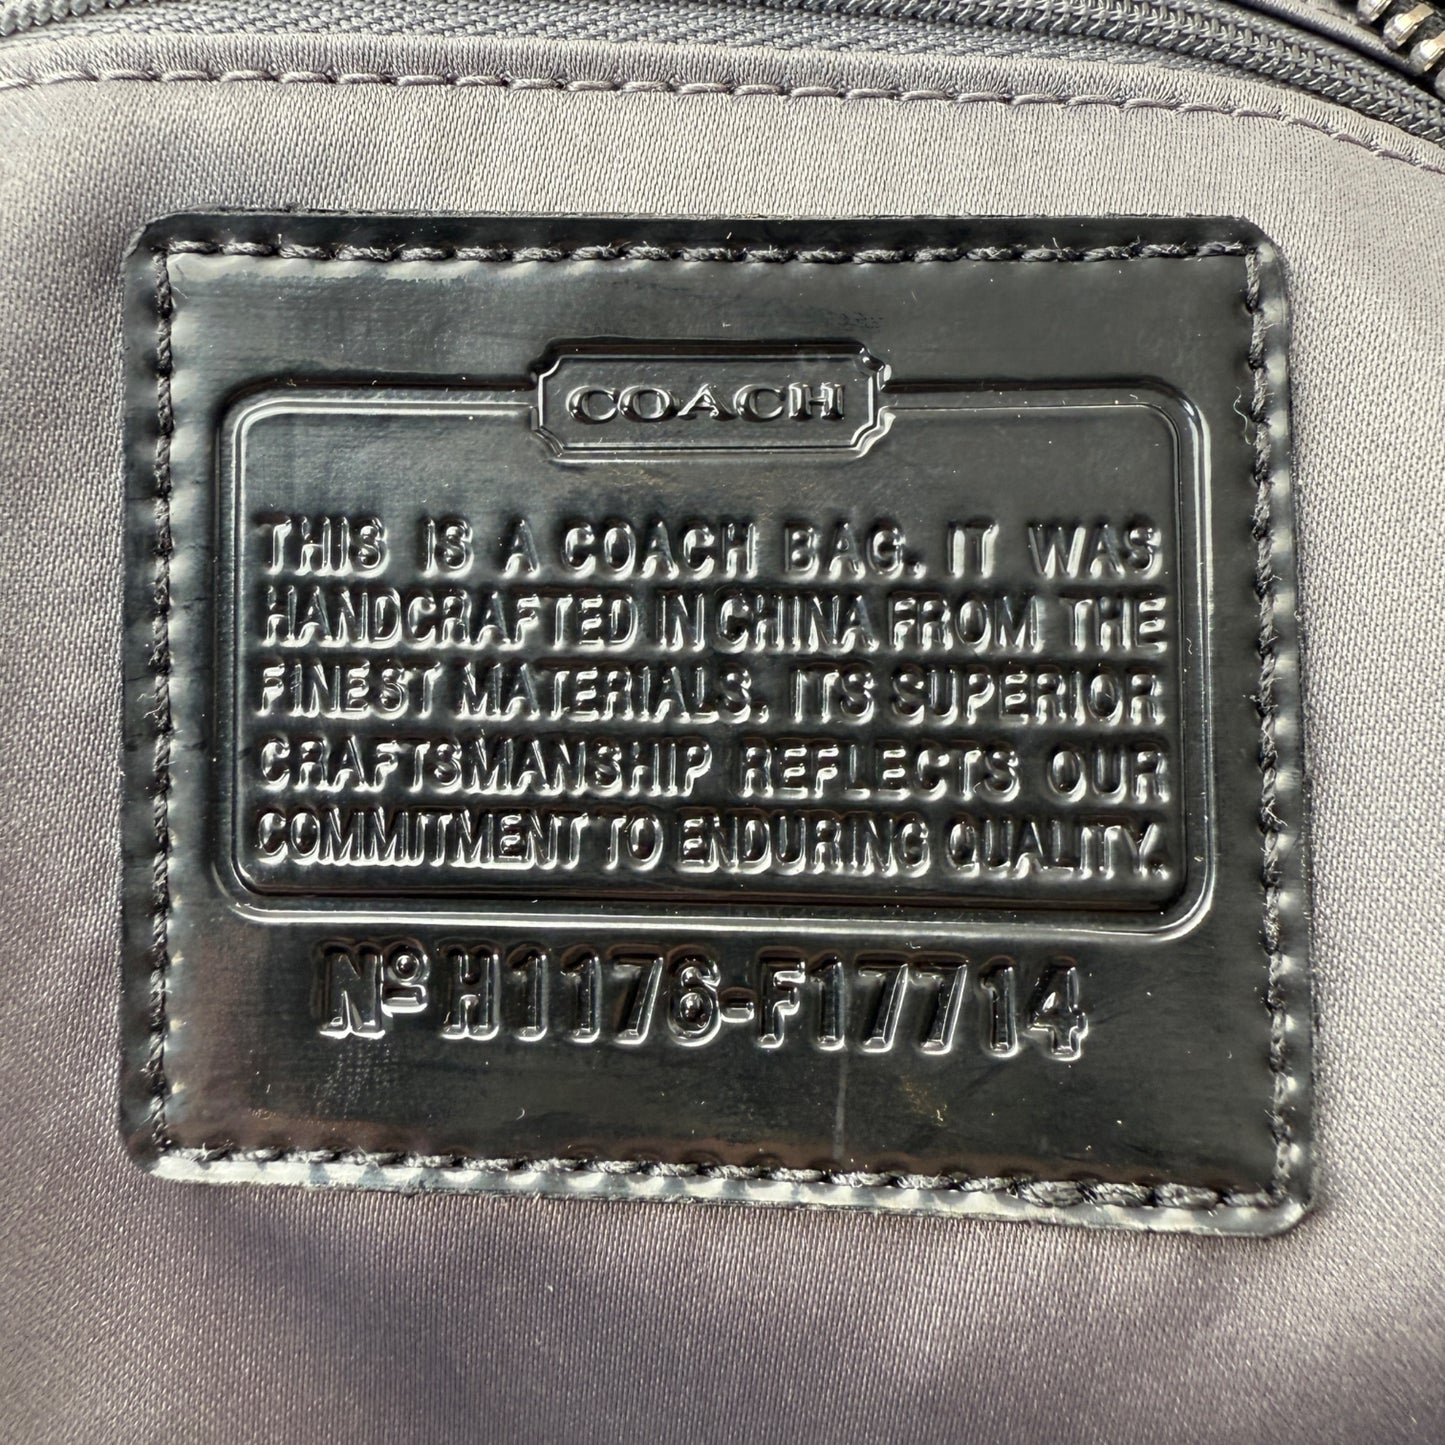 COACH
THIS IS A COACH BAG. IT WAS
HANDCRAFTED IN CHINA FROM THE
FINEST MATERIALS. ITS SUPERIOR
CRAFTSMANSHIP REFLECTS OUR
COMMITMENT TO ENDURING QUALITY.
Nº H1176-F17714